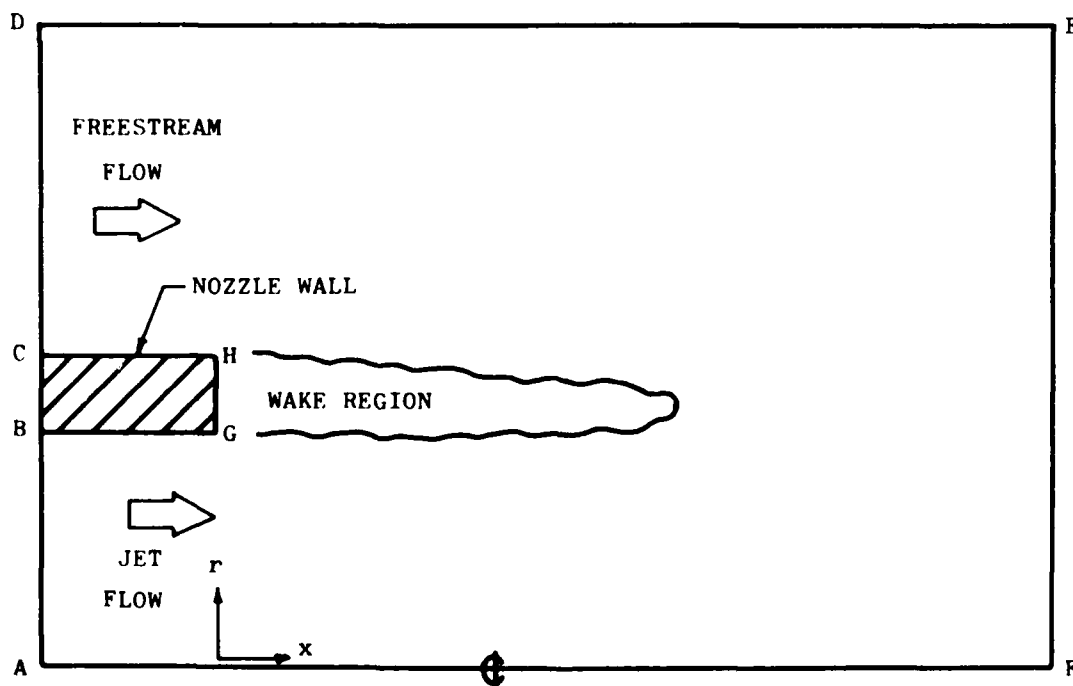 D
E
FREESTREAM
FLOW
NOZZLE WALL
C
H
WAKE REGION
B
G
JET
FLOW
r
x
A
℄
F